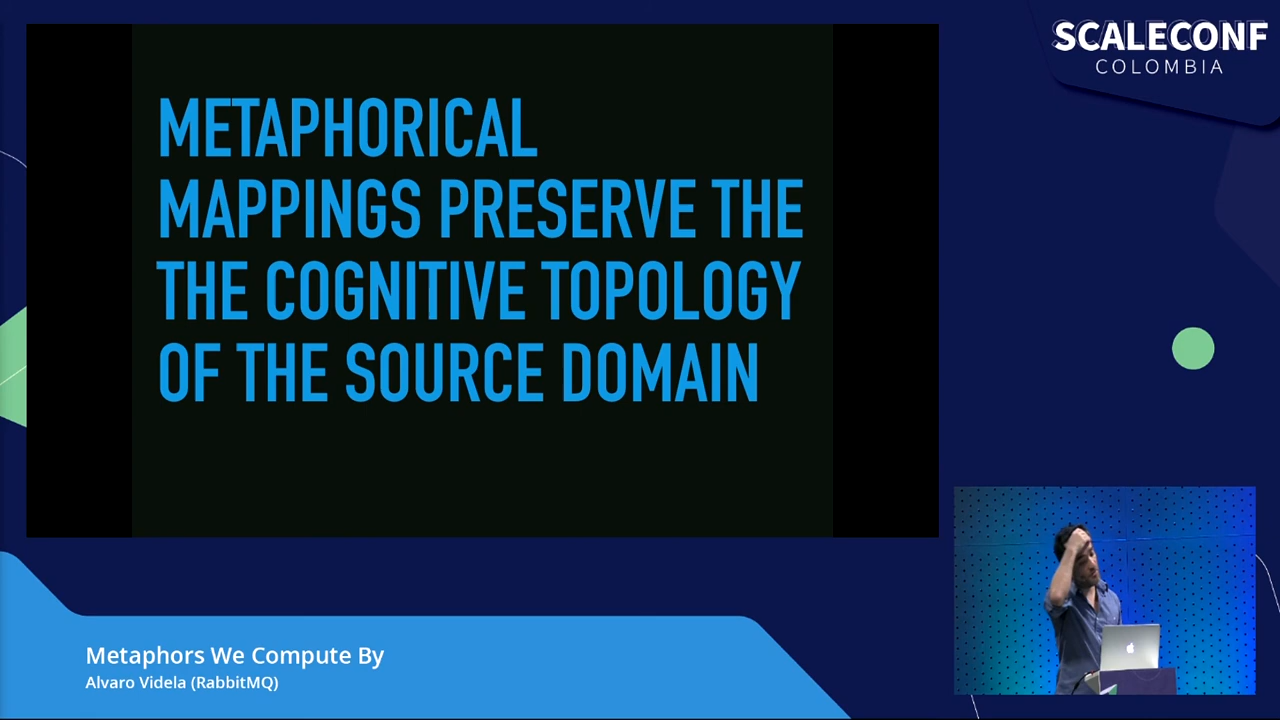 SCALECONF
COLOMBIA
METAPHORICAL
MAPPINGS PRESERVE THE
THE COGNITIVE TOPOLOGY
OF THE SOURCE DOMAIN
Metaphors We Compute By
Alvaro Videla (RabbitMQ)